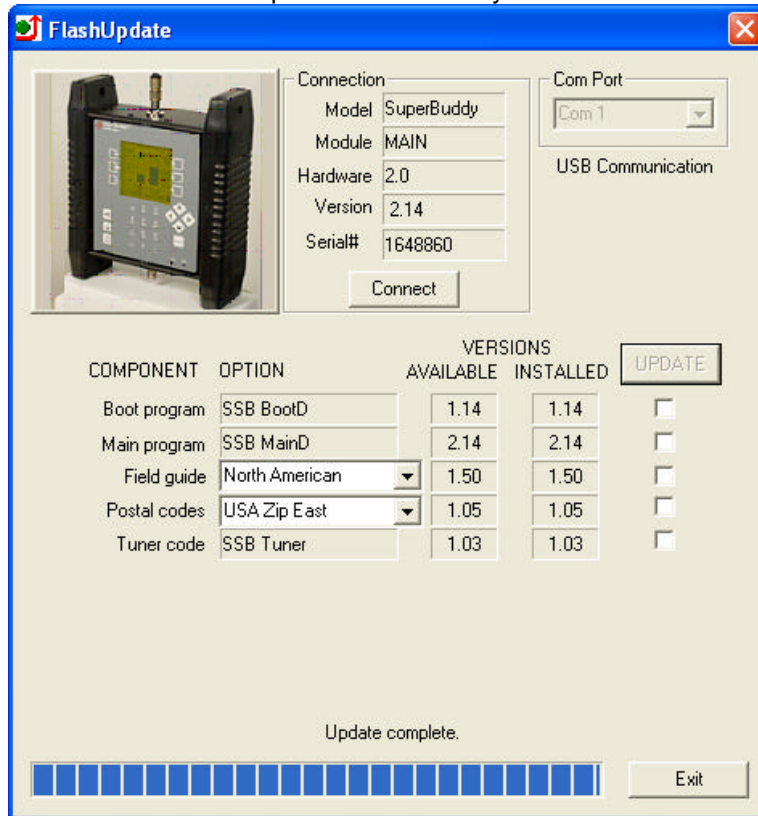 FlashUpdate
Connection
Model SuperBuddy
Module MAIN
Hardware 2.0
Version 2.14
Serial# 1648860
Connect
Com Port
Com 1
USB Communication
VERSIONS
COMPONENT OPTION AVAILABLE INSTALLED UPDATE
Boot program SSB BootD 1.14 1.14
Main program SSB MainD 2.14 2.14
Field guide North American 1.50 1.50
Postal codes USA Zip East 1.05 1.05
Tuner code SSB Tuner 1.03 1.03
Update complete.
Exit